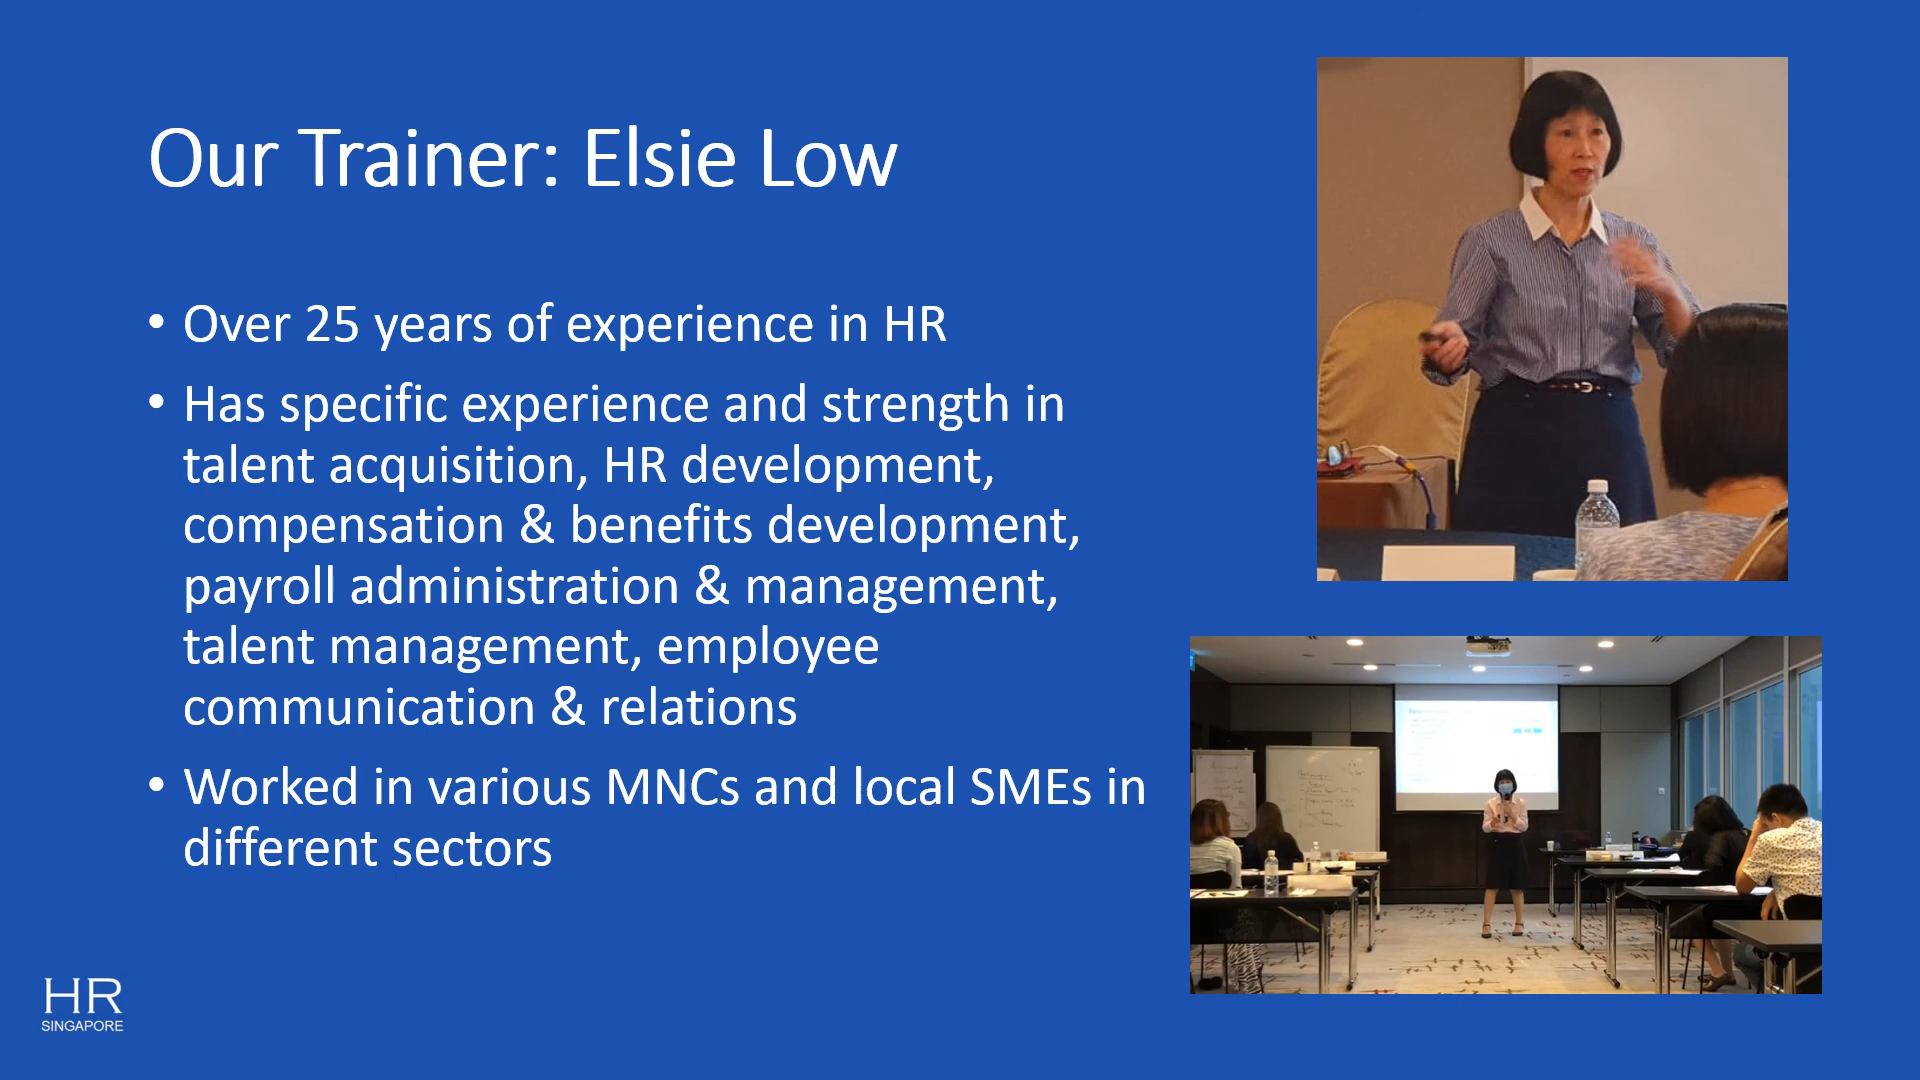 Our Trainer: Elsie Low
• Over 25 years of experience in HR
• Has specific experience and strength in
talent acquisition, HR development,
compensation & benefits development,
payroll administration & management,
talent management, employee
communication & relations
• Worked in various MNCs and local SMEs in
different sectors
HR
SINGAPORE